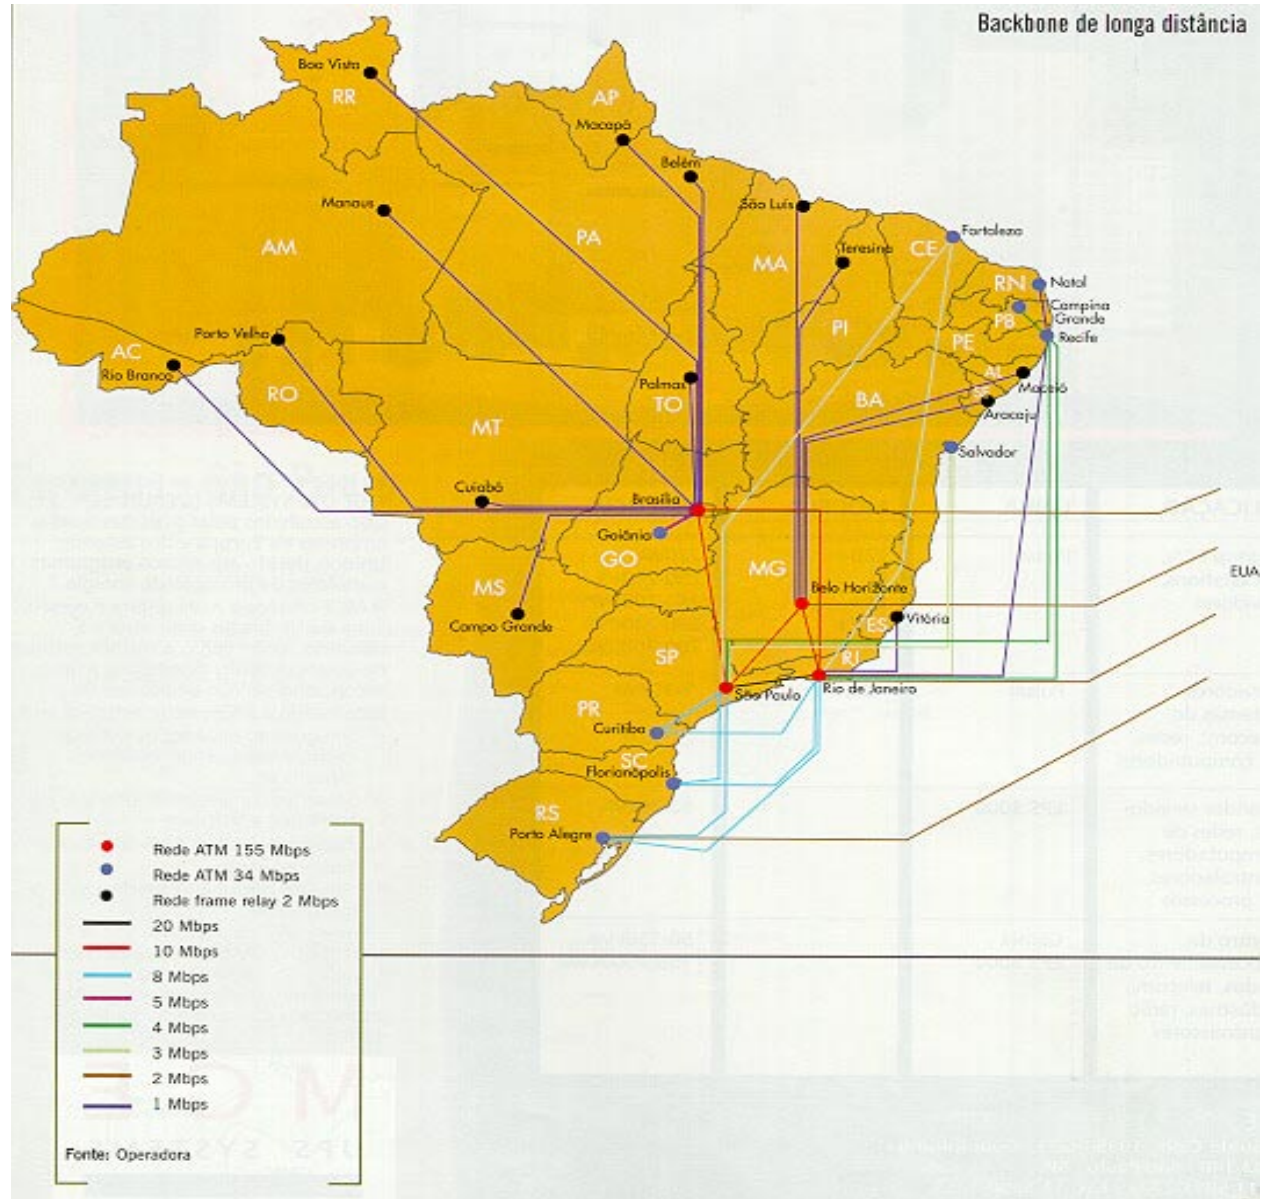 Backbone de longa distância
Boa Vista
RR
AP
Macapá
Belém
Manaus
São Luís
Fortaleza
AM
PA
MA
Teresina
CE
RN
Natal
Campina
Grande
PB
Recife
PI
PE
Porto Velho
AC
Rio Branco
RO
Palmas
TO
BA
AL
Maceió
Aracaju
MT
Salvador
Cuiabá
Brasília
Goiânia
GO
MG
EUA
MS
Belo Horizonte
Campo Grande
ES
Vitória
SP
RJ
São Paulo
Rio de Janeiro
PR
Curitiba
SC
Florianópolis
RS
Porto Alegre
Rede ATM 155 Mbps
Rede ATM 34 Mbps
Rede frame relay 2 Mbps
20 Mbps
10 Mbps
8 Mbps
5 Mbps
4 Mbps
3 Mbps
2 Mbps
1 Mbps
Fonte: Operadora